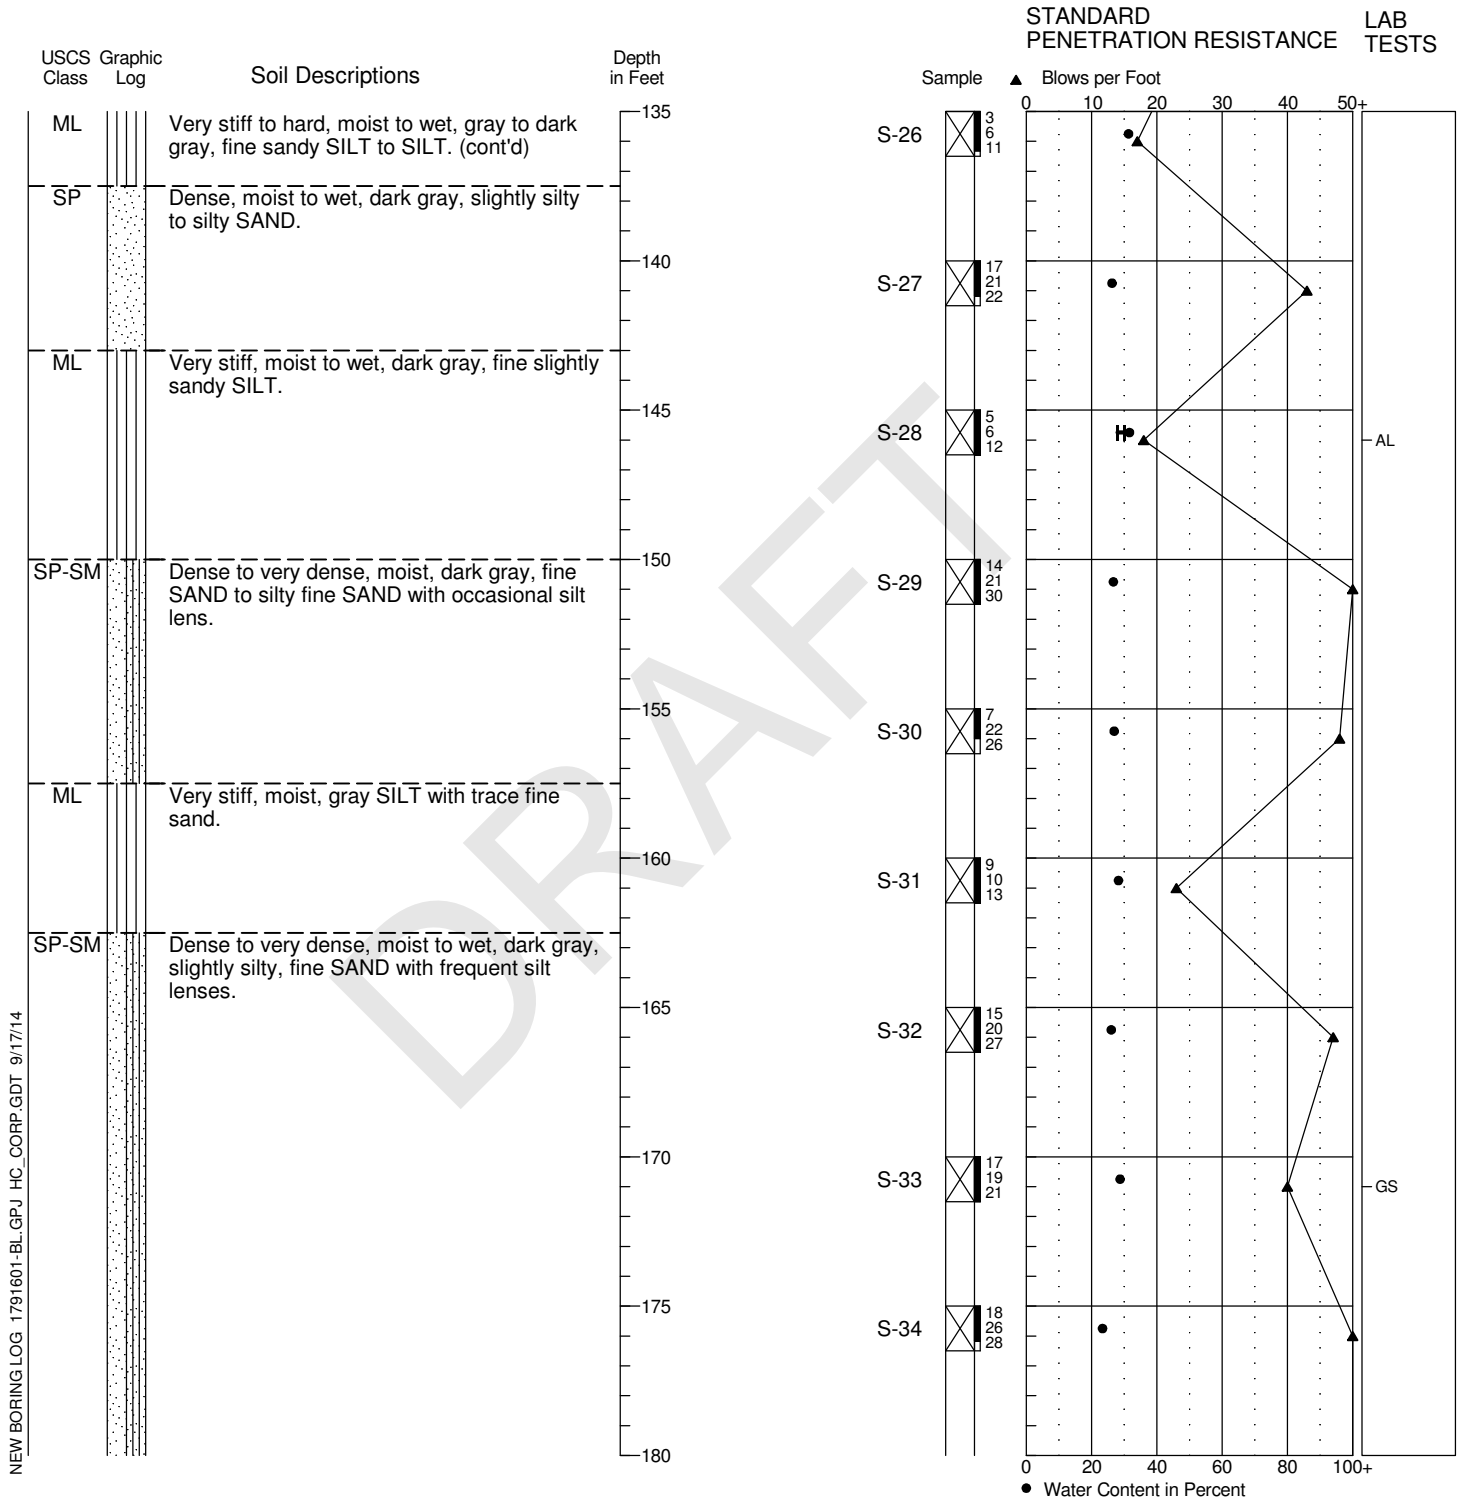 STANDARD
PENETRATION RESISTANCE
LAB
TESTS
USCS Graphic
Class Log
Soil Descriptions
Depth
in Feet
Sample
▲ Blows per Foot
0 10 20 30 40 50+
ML
Very stiff to hard, moist to wet, gray to dark
gray, fine sandy SILT to SILT. (cont'd)
135
S-26
3
6
11
SP
Dense, moist to wet, dark gray, slightly silty
to silty SAND.
140
S-27
17
21
22
ML
Very stiff, moist to wet, dark gray, fine slightly
sandy SILT.
145
S-28
5
6
12
AL
150
SP-SM
Dense to very dense, moist, dark gray, fine
SAND to silty fine SAND with occasional silt
lens.
S-29
14
21
30
155
S-30
7
22
26
ML
Very stiff, moist, gray SILT with trace fine
sand.
160
S-31
9
10
13
SP-SM
Dense to very dense, moist to wet, dark gray,
slightly silty, fine SAND with frequent silt
lenses.
165
S-32
15
20
27
170
S-33
17
19
21
GS
175
S-34
18
26
28
180
0 20 40 60 80 100+
● Water Content in Percent
NEW BORING LOG 1791601-BL.GPJ HC_CORP.GDT 9/17/14
DRAFT